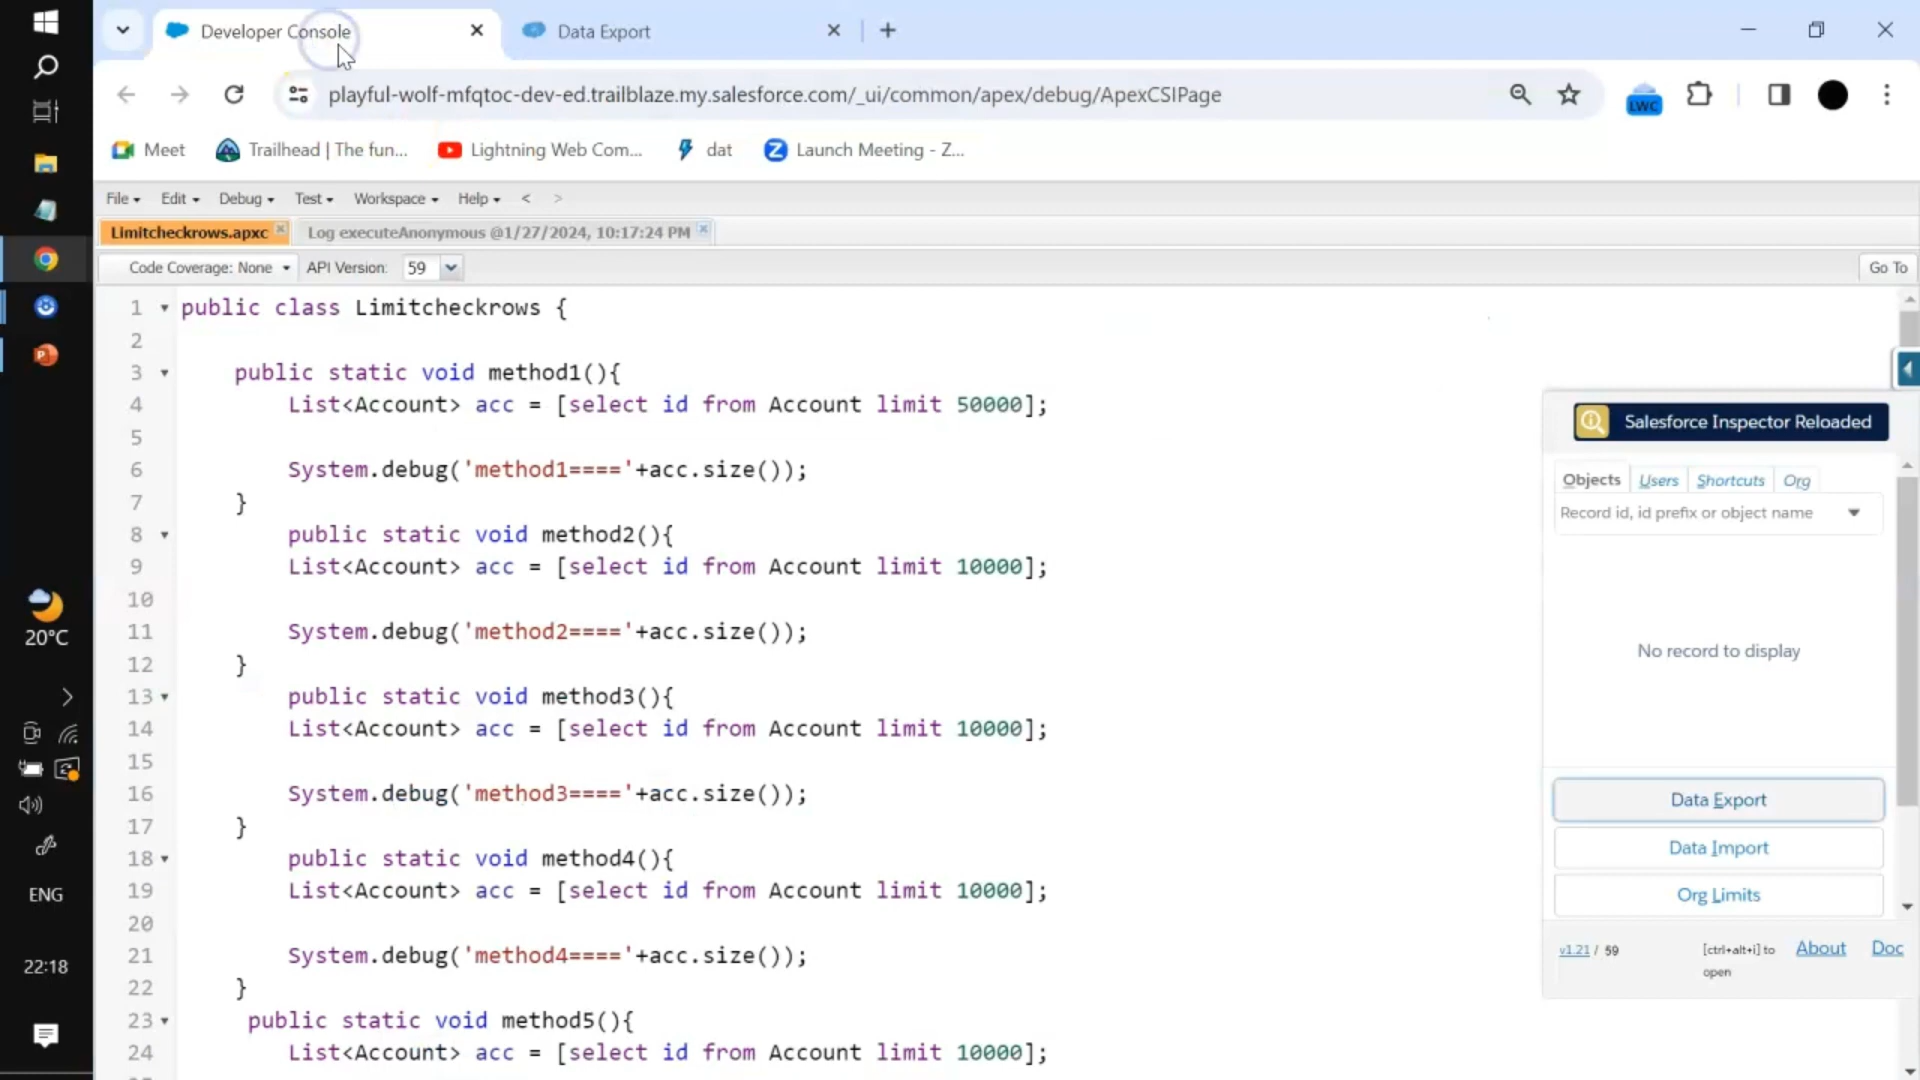 Developer Console
Data Export
playful-wolf-mfqtoc-dev-ed.trailblaze.my.salesforce.com/_ui/common/apex/debug/ApexCSIPage
LWC
Meet
Trailhead | The fun...
Lightning Web Com...
dat
Launch Meeting - Z...
File
Edit
Debug
Test
Workspace
Help
<
>
Limitcheckrows.apxc
Log executeAnonymous @1/27/2024, 10:17:24 PM
Code Coverage: None
API Version:
59
Go To
1 public class Limitcheckrows {
2
3 public static void method1(){
4 List<Account> acc = [select id from Account limit 50000];
5
6 System.debug('method1===='+acc.size());
7 }
8 public static void method2(){
9 List<Account> acc = [select id from Account limit 10000];
10
11 System.debug('method2===='+acc.size());
12 }
13 public static void method3(){
14 List<Account> acc = [select id from Account limit 10000];
15
16 System.debug('method3===='+acc.size());
17 }
18 public static void method4(){
19 List<Account> acc = [select id from Account limit 10000];
20
21 System.debug('method4===='+acc.size());
22 }
23 public static void method5(){
24 List<Account> acc = [select id from Account limit 10000];
Salesforce Inspector Reloaded
Objects
Users
Shortcuts
Org
Record id, id prefix or object name
No record to display
Data Export
Data Import
Org Limits
v1.21 / 59
[ctrl+alt+i] to
open
About
Doc
20°C
ENG
22:18